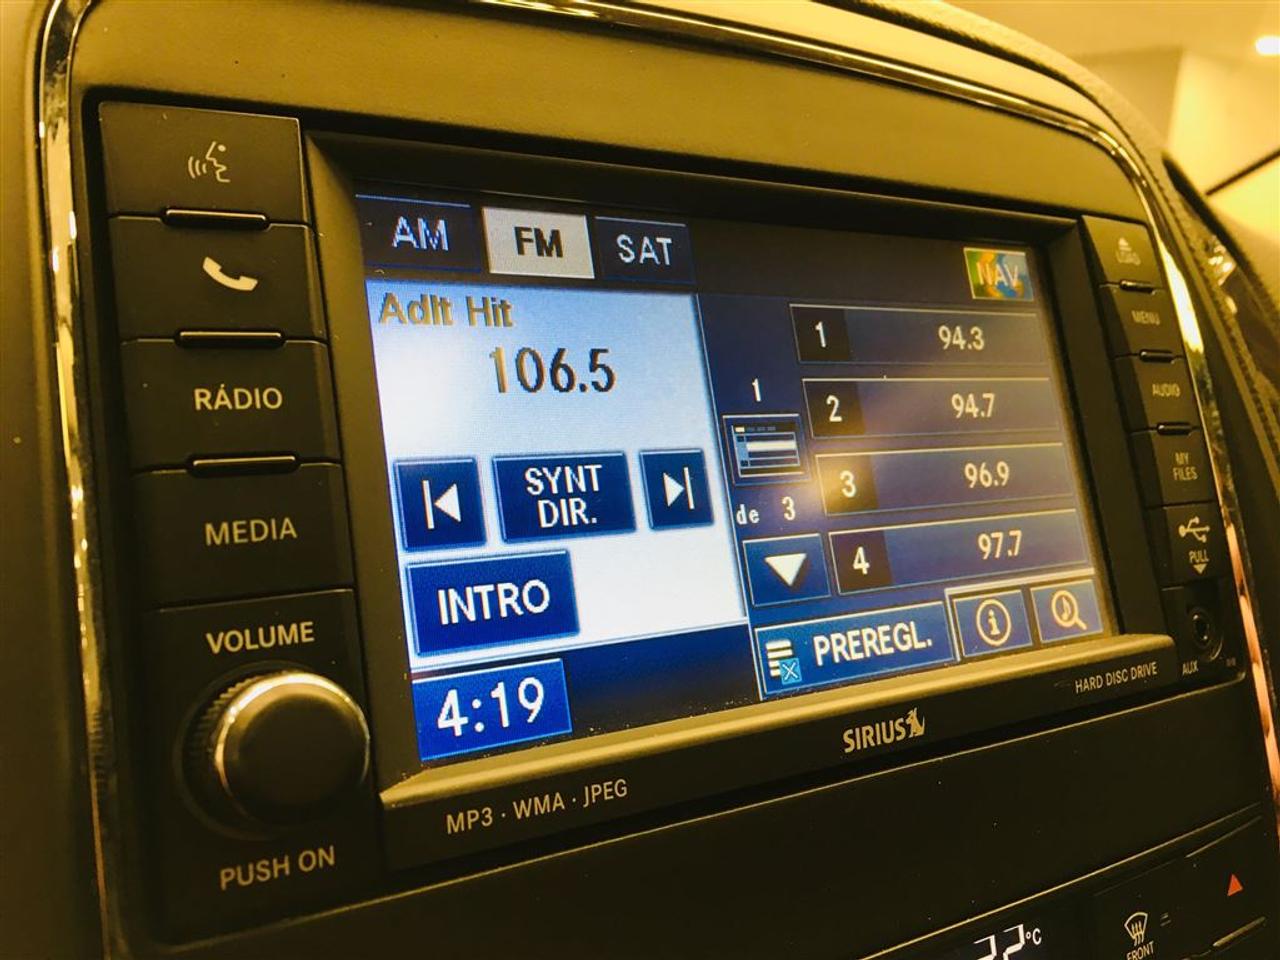 AM FM SAT
NAV
Adlt Hit
106.5
SYNT
DIR.
INTRO
4:19
1
de 3
1 94.3
2 94.7
3 96.9
4 97.7
PREREGL.
RÁDIO
MEDIA
VOLUME
PUSH ON
LOAD
MENU
AUDIO
MY
FILES
PULL
AUX
HARD DISC DRIVE
SIRIUS
MP3 · WMA · JPEG
°C
FRONT